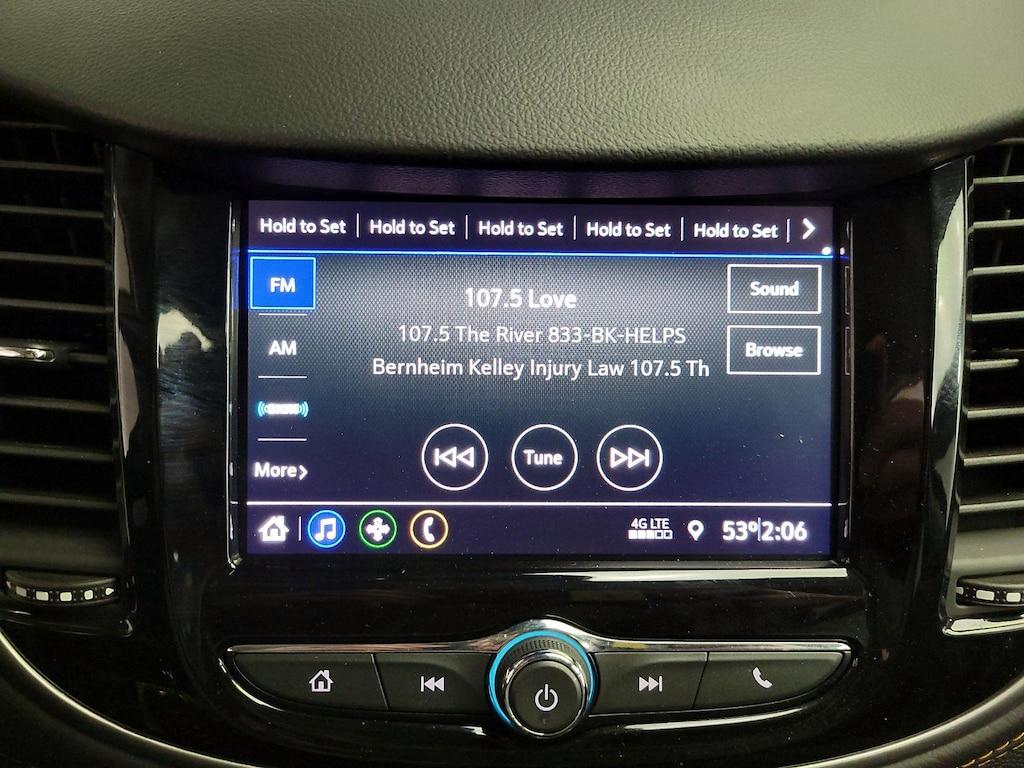 Hold to Set Hold to Set Hold to Set Hold to Set Hold to Set
FM
107.5 Love
Sound
107.5 The River 833-BK-HELPS
AM
Bernheim Kelley Injury Law 107.5 Th
Browse
More
Tune
4G LTE
53° 2:06